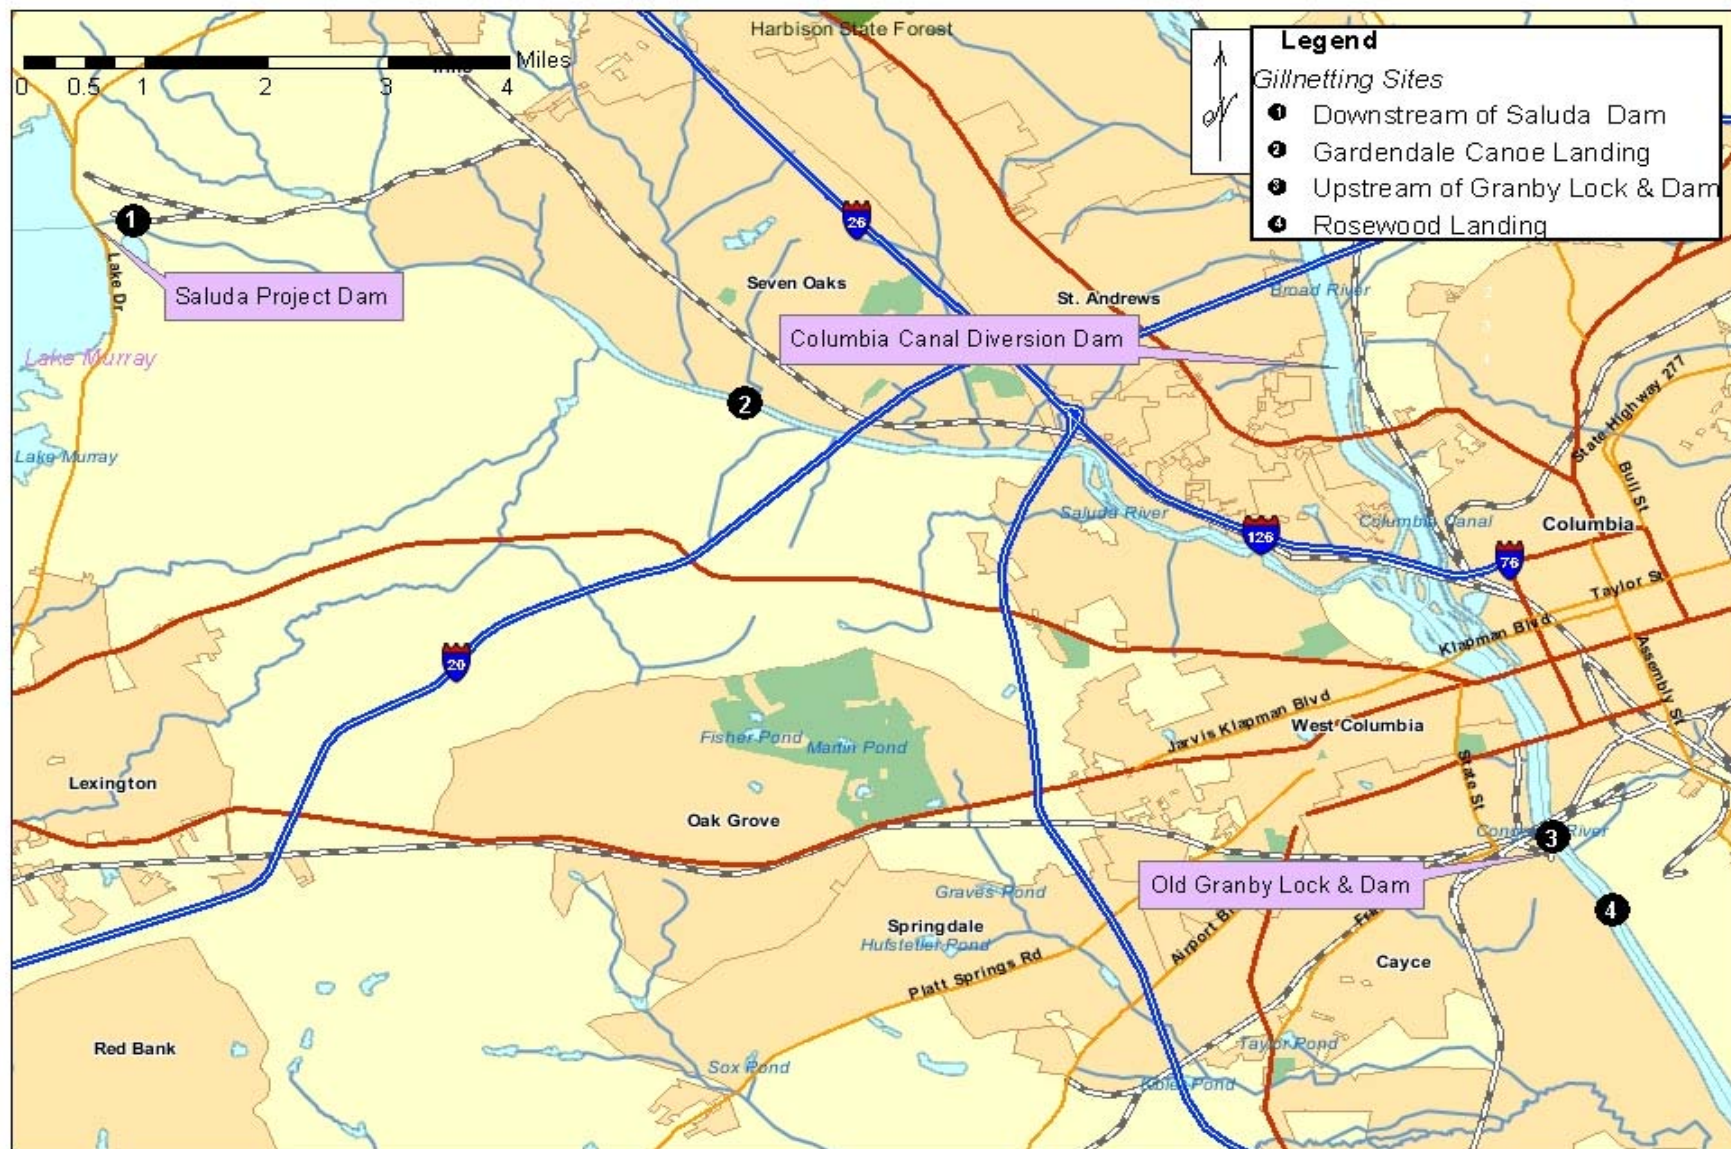 Harbison State Forest
Miles
0 0.5 1 2 3 4
Legend
Gillnetting Sites
1 Downstream of Saluda Dam
2 Gardendale Canoe Landing
3 Upstream of Granby Lock & Dam
4 Rosewood Landing
N
1
26
Lake Dr
Saluda Project Dam
Seven Oaks
St. Andrews
Broad River
Columbia Canal Diversion Dam
Lake Murray
2
State Highway 277
Lake Murray
Bull St
Saluda River
Columbia Canal
Columbia
126
76
Taylor St
Klapman Blvd
20
Assembly St
Jarvis Klapman Blvd
West Columbia
Fisher Pond
Martin Pond
Lexington
State St
Oak Grove
3
River
Old Granby Lock & Dam
Graves Pond
4
Springdale
Hufstetler Pond
Airport
Platt Springs Rd
Cayce
Red Bank
Taylor Pond
Sox Pond
Pond